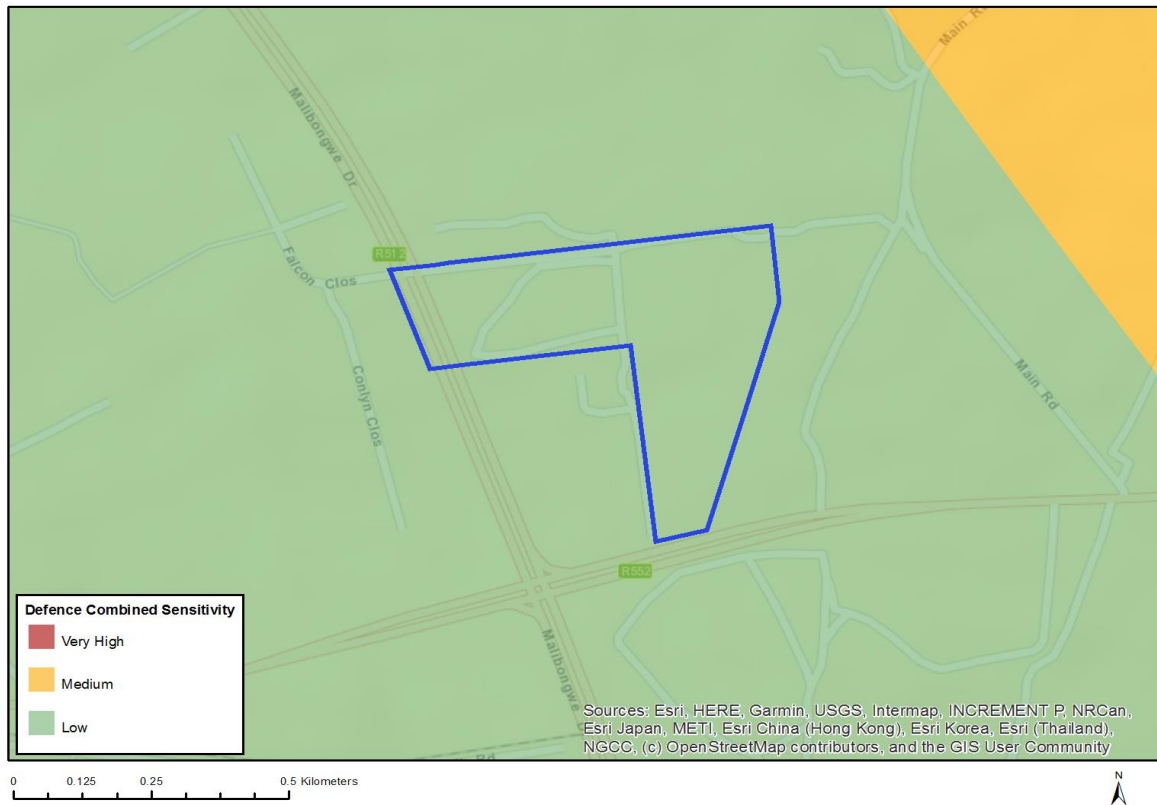 Main Rd
Malibongwe Dr
R512
Falcon Clos
Conlyn Clos
Main Rd
R552
Malibongwe
Rd
Defence Combined Sensitivity
Very High
Medium
Low
Sources: Esri, HERE, Garmin, USGS, Intermap, INCREMENT P, NRCan,
Esri Japan, METI, Esri China (Hong Kong), Esri Korea, Esri (Thailand),
NGCC, (c) OpenStreetMap contributors, and the GIS User Community
0 0.125 0.25 0.5 Kilometers
N